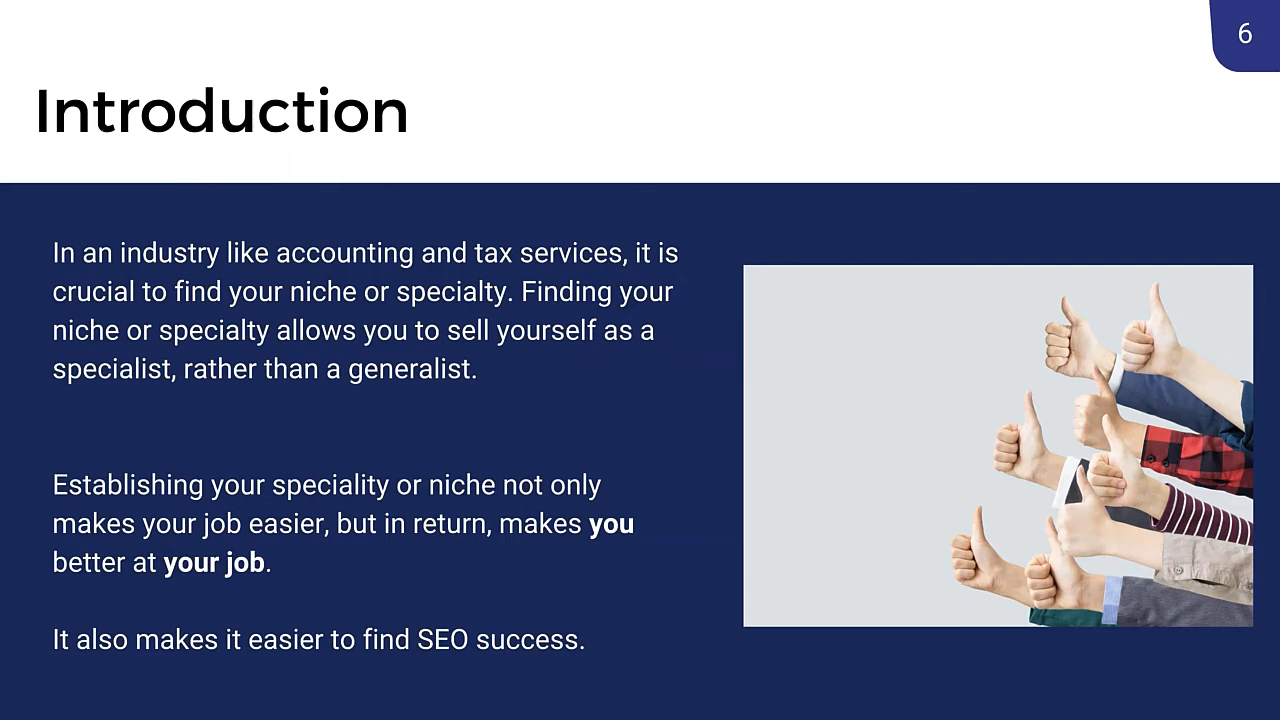 6
Introduction
In an industry like accounting and tax services, it is
crucial to find your niche or specialty. Finding your
niche or specialty allows you to sell yourself as a
specialist, rather than a generalist.
Establishing your speciality or niche not only
makes your job easier, but in return, makes you
better at your job.
It also makes it easier to find SEO success.